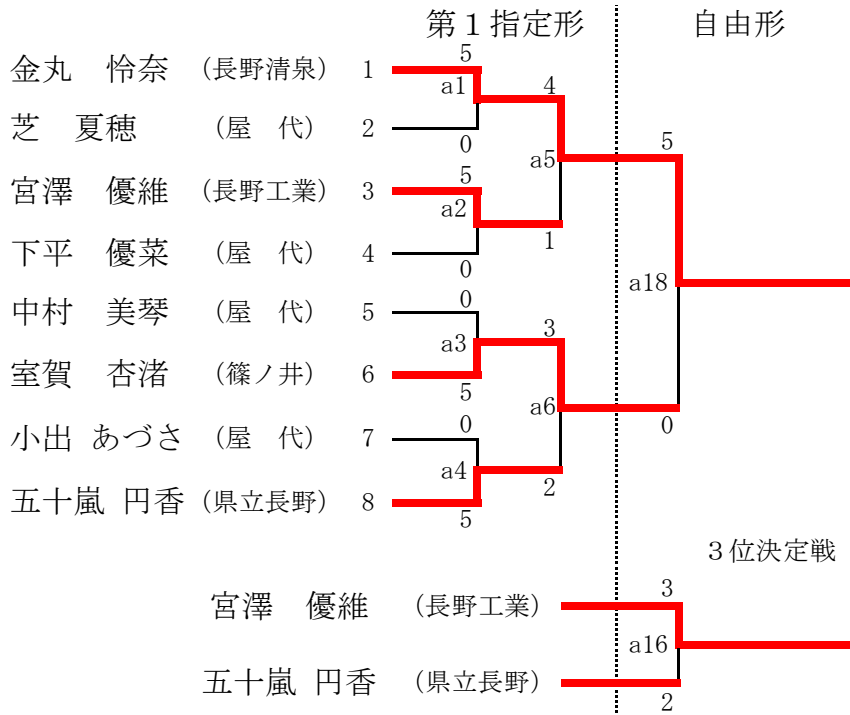 第１指定形 自由形
5
金丸 怜奈 (長野清泉) 1
a1 4
芝 夏穂 (屋 代) 2
0 5
a5
5
宮澤 優維 (長野工業) 3
a2
1
下平 優菜 (屋 代) 4
0
a18
0
中村 美琴 (屋 代) 5
a3 3
室賀 杏渚 (篠ノ井) 6
5
a6
0 0
小出 あづさ (屋 代) 7
a4
2
五十嵐 円香 (県立長野) 8
5
３位決定戦
3
宮澤 優維 (長野工業)
a16
五十嵐 円香 (県立長野)
2